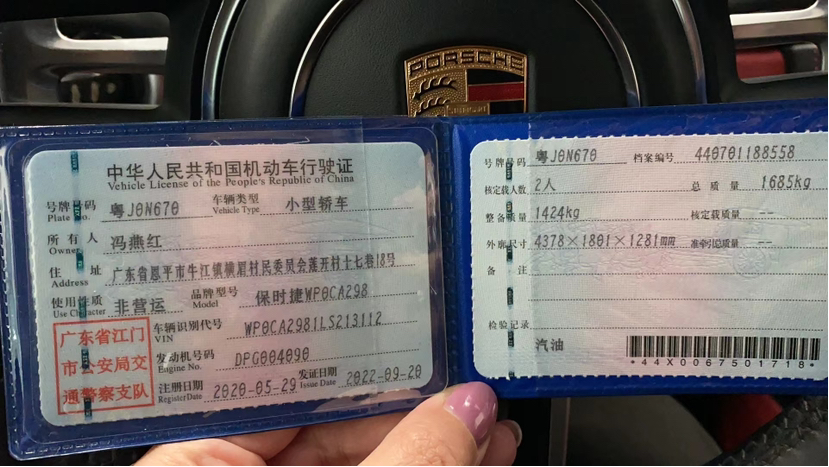 PORSCHE
中华人民共和国机动车行驶证
Vehicle License of the People's Republic of China
号牌号码 粤J0N670 车辆类型 小型轿车
Plate No. Vehicle Type
所有人 冯燕红
Owner
住址 广东省恩平市牛江镇横眉村民委员会莲开村十七巷18号
Address
使用性质 非营运 品牌型号 保时捷WP0CA298
Use Character Model
车辆识别代号 WP0CA2981LS213112
VIN
发动机号码 DPG004090
Engine No.
注册日期 2020-05-29 发证日期 2022-09-20
Register Date Issue Date
广东省江门
市公安局交
通警察支队
号牌号码 粤J0N670 档案编号 440701188558
核定载人数 2人 总质量 1685kg
整备质量 1424kg 核定载质量 --
外廓尺寸 4378×1801×1281mm 准牵引总质量 --
备注
检验记录
汽油
*44X0067501718*